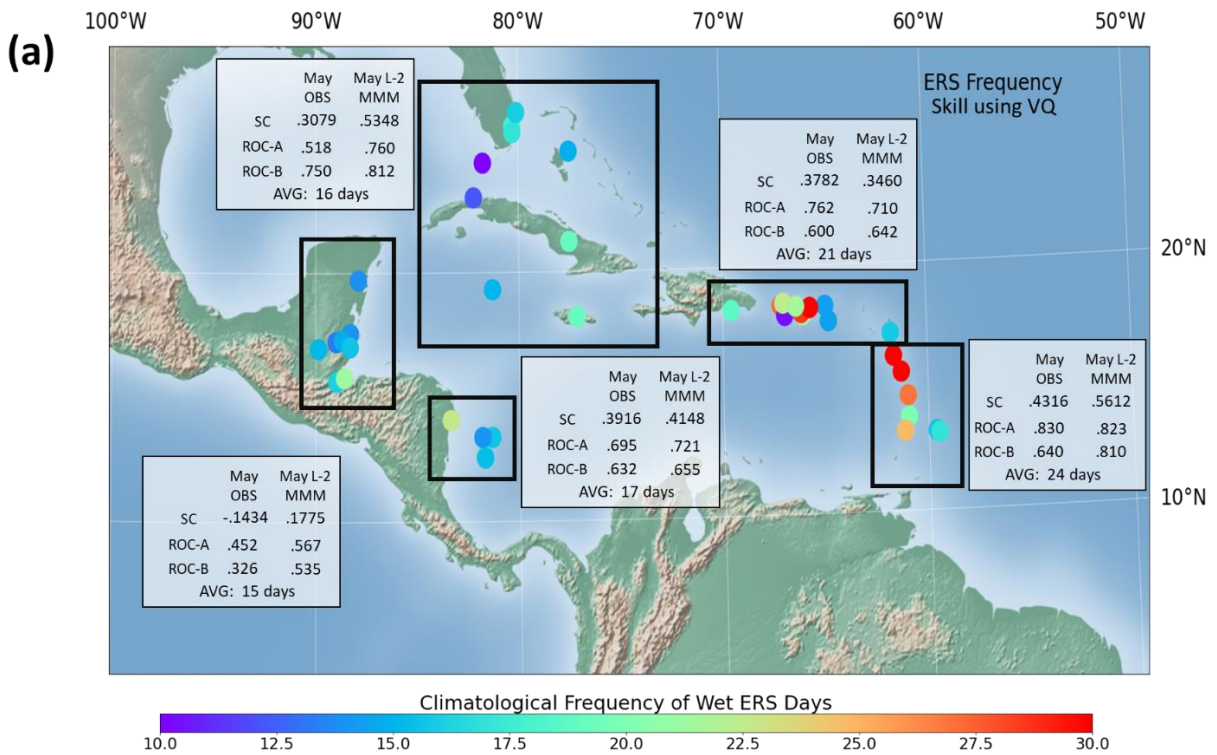 100°W 90°W 80°W 70°W 60°W 50°W
(a)
ERS Frequency
Skill using VQ
May May L-2
OBS MMM
SC .3079 .5348
ROC-A .518 .760
ROC-B .750 .812
AVG: 16 days
May May L-2
OBS MMM
SC .3782 .3460
ROC-A .762 .710
ROC-B .600 .642
AVG: 21 days
20°N
May May L-2
OBS MMM
SC .3916 .4148
ROC-A .695 .721
ROC-B .632 .655
AVG: 17 days
May May L-2
OBS MMM
SC .4316 .5612
ROC-A .830 .823
ROC-B .640 .810
AVG: 24 days
May May L-2
OBS MMM
SC -.1434 .1775
ROC-A .452 .567
ROC-B .326 .535
AVG: 15 days
10°N
Climatological Frequency of Wet ERS Days
10.0 12.5 15.0 17.5 20.0 22.5 25.0 27.5 30.0